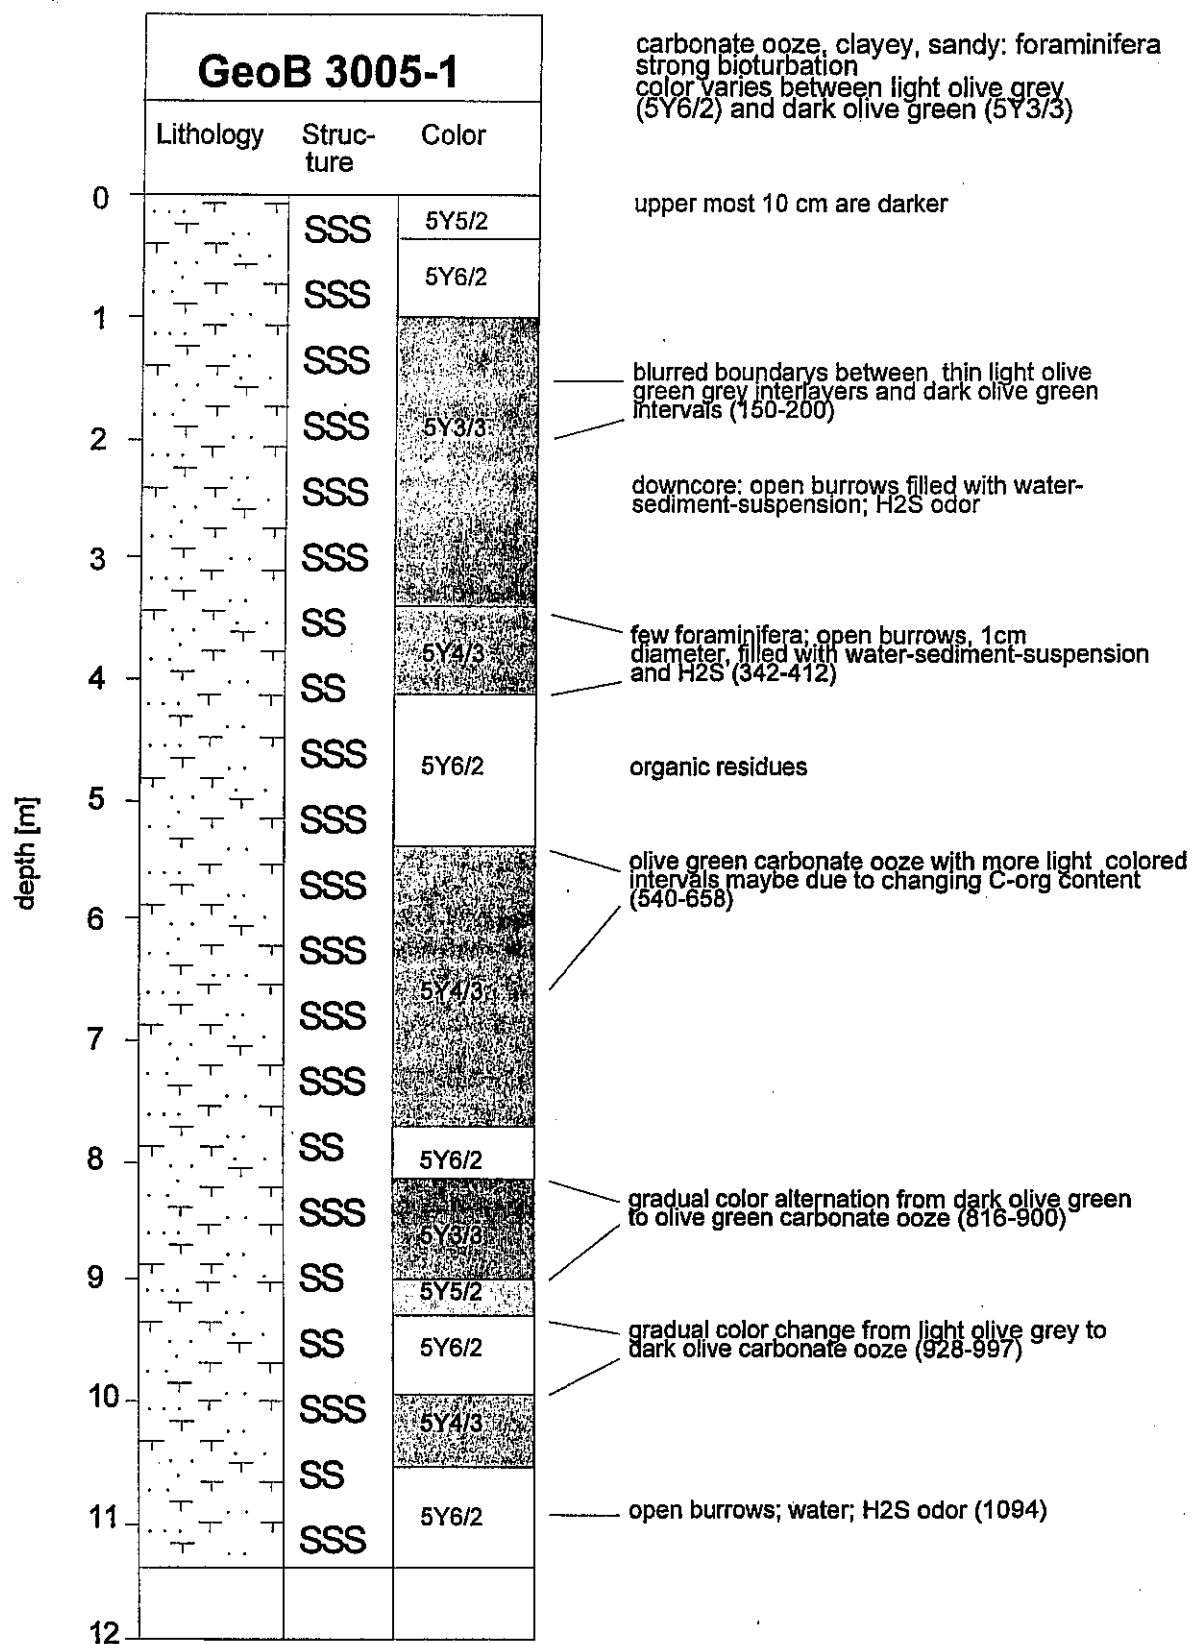 GeoB 3005-1
carbonate ooze, clayey, sandy: foraminifera
strong bioturbation
color varies between light olive grey
(5Y6/2) and dark olive green (5Y3/3)
Lithology
Struc-
ture
Color
0
SSS
5Y5/2
upper most 10 cm are darker
SSS
5Y6/2
1
SSS
blurred boundarys between thin light olive
green grey interlayers and dark olive green
intervals (150-200)
SSS
5Y3/3
2
SSS
downcore: open burrows filled with water-
sediment-suspension; H2S odor
3
SSS
SS
few foraminifera; open burrows, 1cm
diameter, filled with water-sediment-suspension
and H2S (342-412)
5Y4/3
4
SS
SSS
5Y6/2
organic residues
5
SSS
depth [m]
SSS
olive green carbonate ooze with more light colored
intervals maybe due to changing C-org content
(540-658)
6
SSS
5Y4/3
SSS
7
SSS
SS
8
5Y6/2
SSS
gradual color alternation from dark olive green
to olive green carbonate ooze (816-900)
5Y3/3
9
SS
5Y5/2
SS
5Y6/2
gradual color change from light olive grey to
dark olive carbonate ooze (928-997)
10
SSS
5Y4/3
SS
11
5Y6/2
open burrows; water; H2S odor (1094)
SSS
12